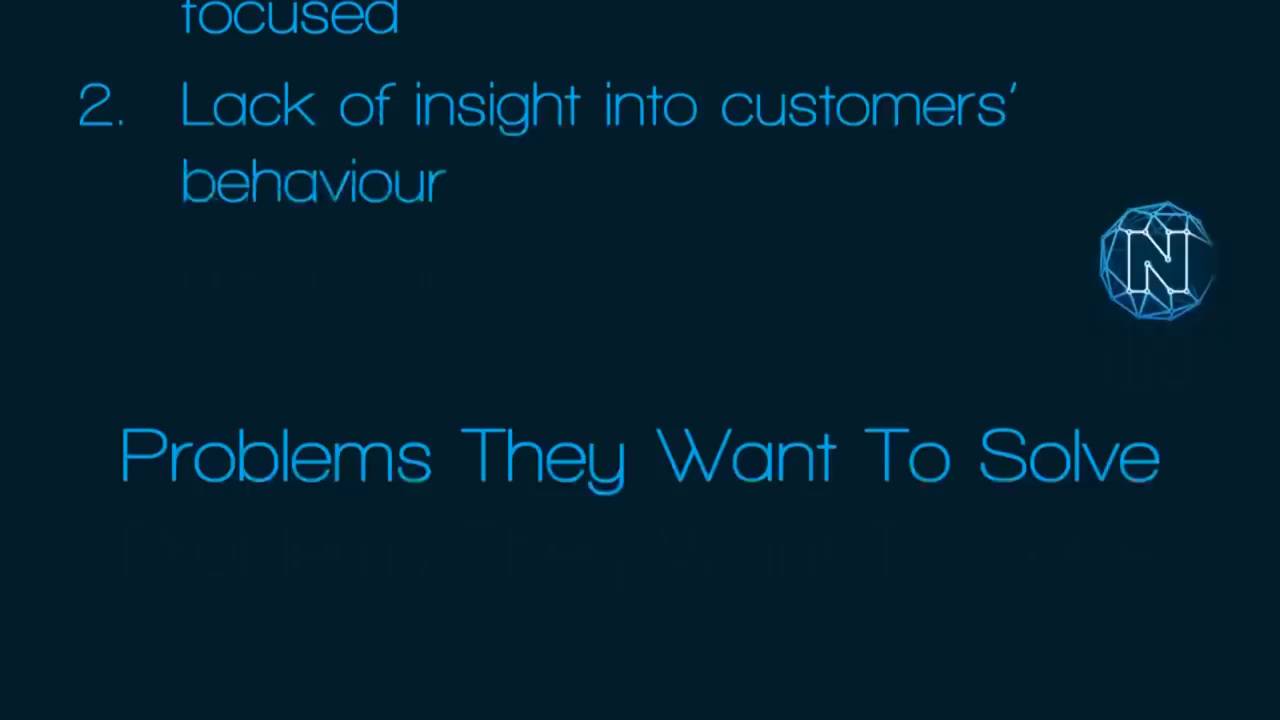 focused
2. Lack of insight into customers’
behaviour
N
Problems They Want To Solve